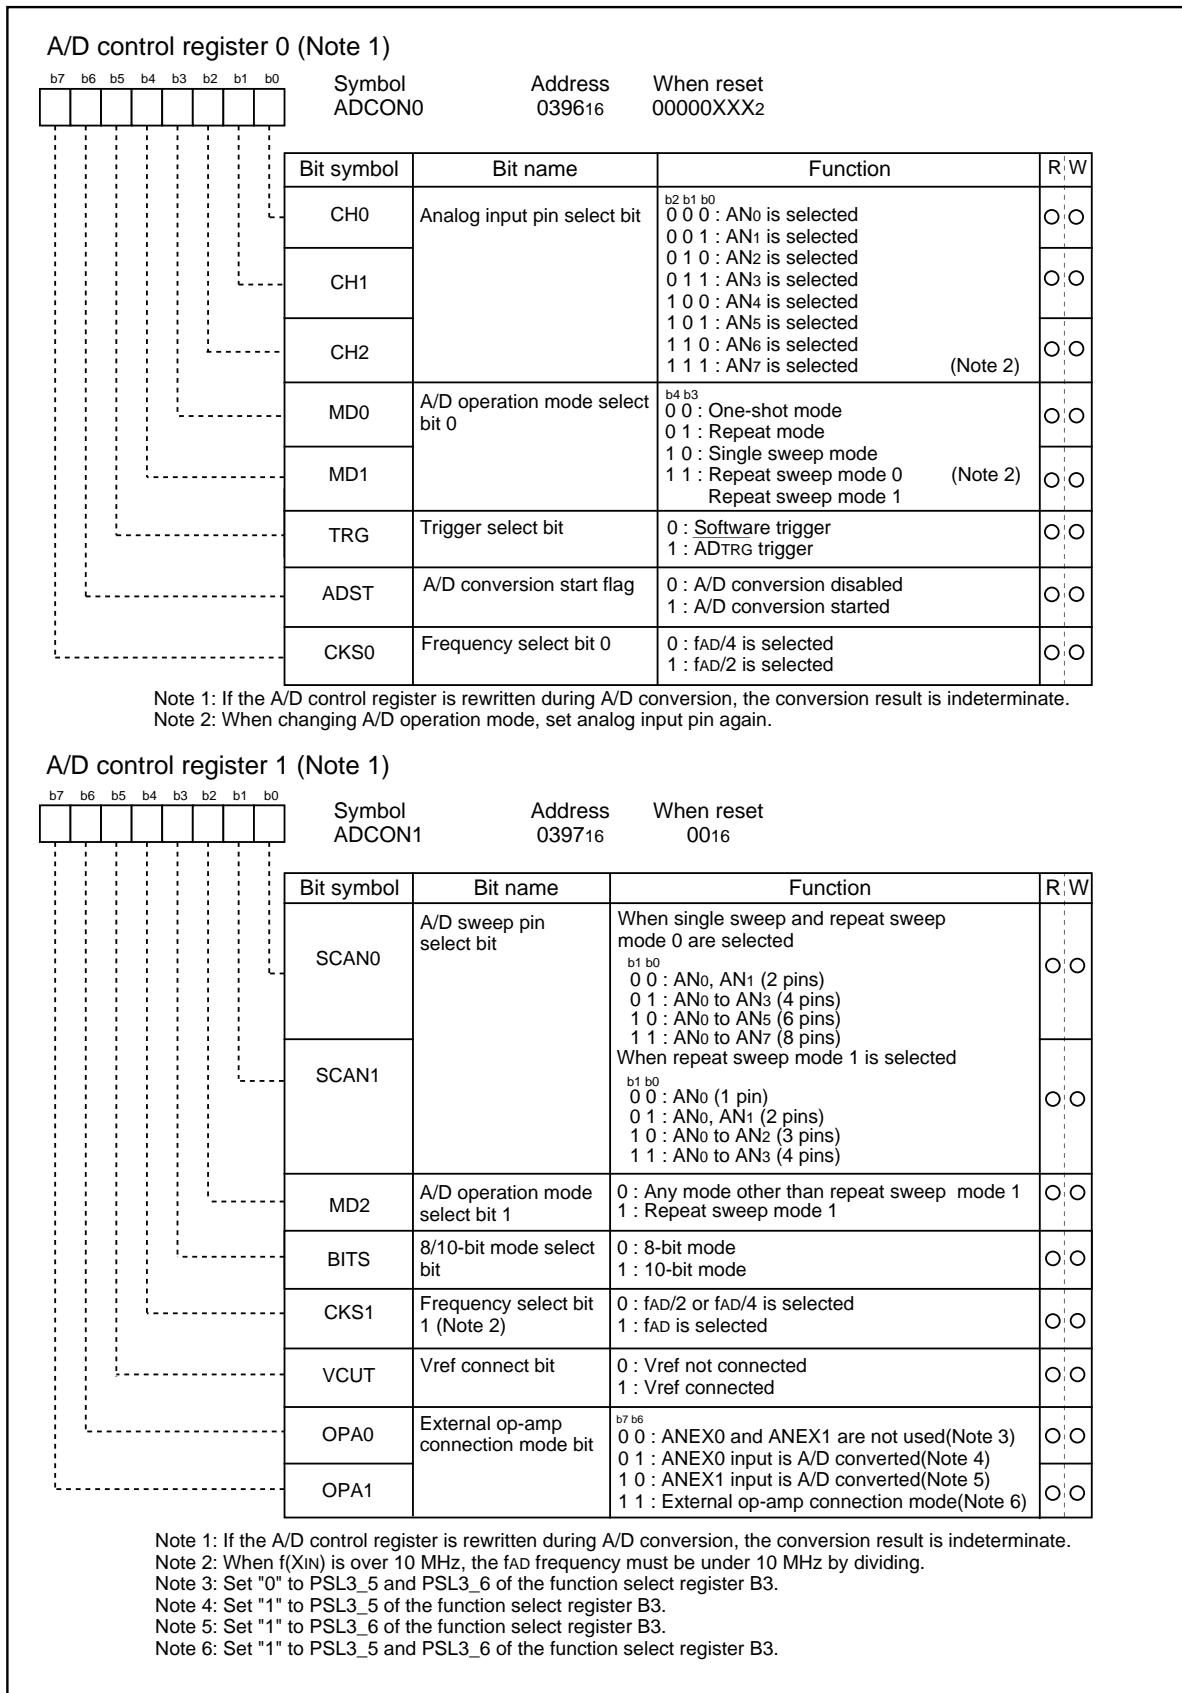 A/D control register 0 (Note 1)
b7 b6 b5 b4 b3 b2 b1 b0
Symbol Address When reset
ADCON0 039616 00000XXX2
Bit symbol Bit name Function R W
CH0 Analog input pin select bit
b2 b1 b0
0 0 0 : AN0 is selected
0 0 1 : AN1 is selected
0 1 0 : AN2 is selected
CH1
0 1 1 : AN3 is selected
1 0 0 : AN4 is selected
1 0 1 : AN5 is selected
CH2
1 1 0 : AN6 is selected
1 1 1 : AN7 is selected (Note 2)
MD0 A/D operation mode select
bit 0
b4 b3
0 0 : One-shot mode
0 1 : Repeat mode
MD1
1 0 : Single sweep mode
1 1 : Repeat sweep mode 0 (Note 2)
Repeat sweep mode 1
TRG Trigger select bit
0 : Software trigger
1 : ADTRG trigger
ADST A/D conversion start flag
0 : A/D conversion disabled
1 : A/D conversion started
CKS0 Frequency select bit 0
0 : fAD/4 is selected
1 : fAD/2 is selected
Note 1: If the A/D control register is rewritten during A/D conversion, the conversion result is indeterminate.
Note 2: When changing A/D operation mode, set analog input pin again.
A/D control register 1 (Note 1)
b7 b6 b5 b4 b3 b2 b1 b0
Symbol Address When reset
ADCON1 039716 0016
Bit symbol Bit name Function R W
SCAN0 A/D sweep pin
select bit
When single sweep and repeat sweep
mode 0 are selected
b1 b0
0 0 : AN0, AN1 (2 pins)
0 1 : AN0 to AN3 (4 pins)
1 0 : AN0 to AN5 (6 pins)
1 1 : AN0 to AN7 (8 pins)
SCAN1
When repeat sweep mode 1 is selected
b1 b0
0 0 : AN0 (1 pin)
0 1 : AN0, AN1 (2 pins)
1 0 : AN0 to AN2 (3 pins)
1 1 : AN0 to AN3 (4 pins)
MD2 A/D operation mode
select bit 1
0 : Any mode other than repeat sweep mode 1
1 : Repeat sweep mode 1
BITS 8/10-bit mode select
bit
0 : 8-bit mode
1 : 10-bit mode
CKS1 Frequency select bit
1 (Note 2)
0 : fAD/2 or fAD/4 is selected
1 : fAD is selected
VCUT Vref connect bit
0 : Vref not connected
1 : Vref connected
OPA0 External op-amp
connection mode bit
b7 b6
0 0 : ANEX0 and ANEX1 are not used(Note 3)
0 1 : ANEX0 input is A/D converted(Note 4)
OPA1
1 0 : ANEX1 input is A/D converted(Note 5)
1 1 : External op-amp connection mode(Note 6)
Note 1: If the A/D control register is rewritten during A/D conversion, the conversion result is indeterminate.
Note 2: When f(XIN) is over 10 MHz, the fAD frequency must be under 10 MHz by dividing.
Note 3: Set "0" to PSL3_5 and PSL3_6 of the function select register B3.
Note 4: Set "1" to PSL3_5 of the function select register B3.
Note 5: Set "1" to PSL3_6 of the function select register B3.
Note 6: Set "1" to PSL3_5 and PSL3_6 of the function select register B3.